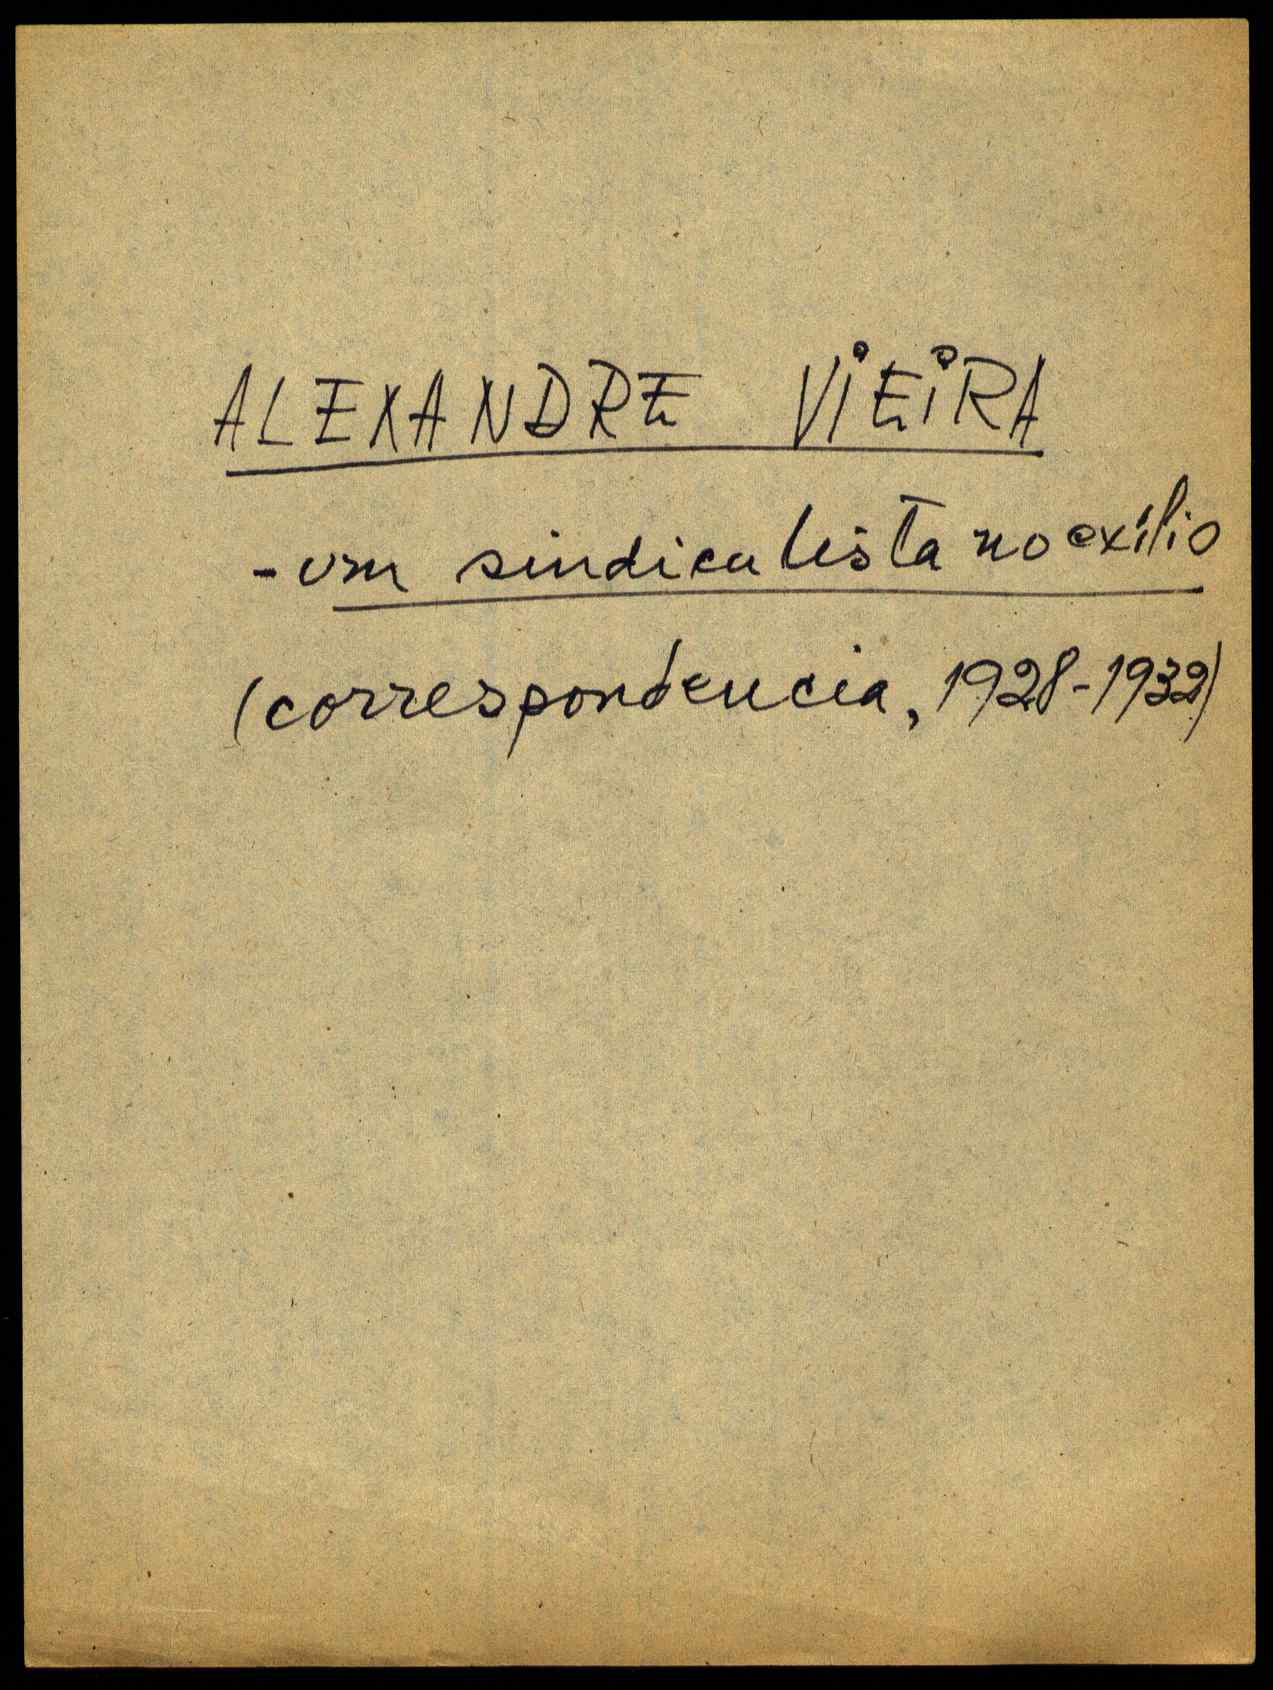 ALEXANDRE VIEIRA
- um sindicalista no exílio
(correspondencia, 1928-1932)